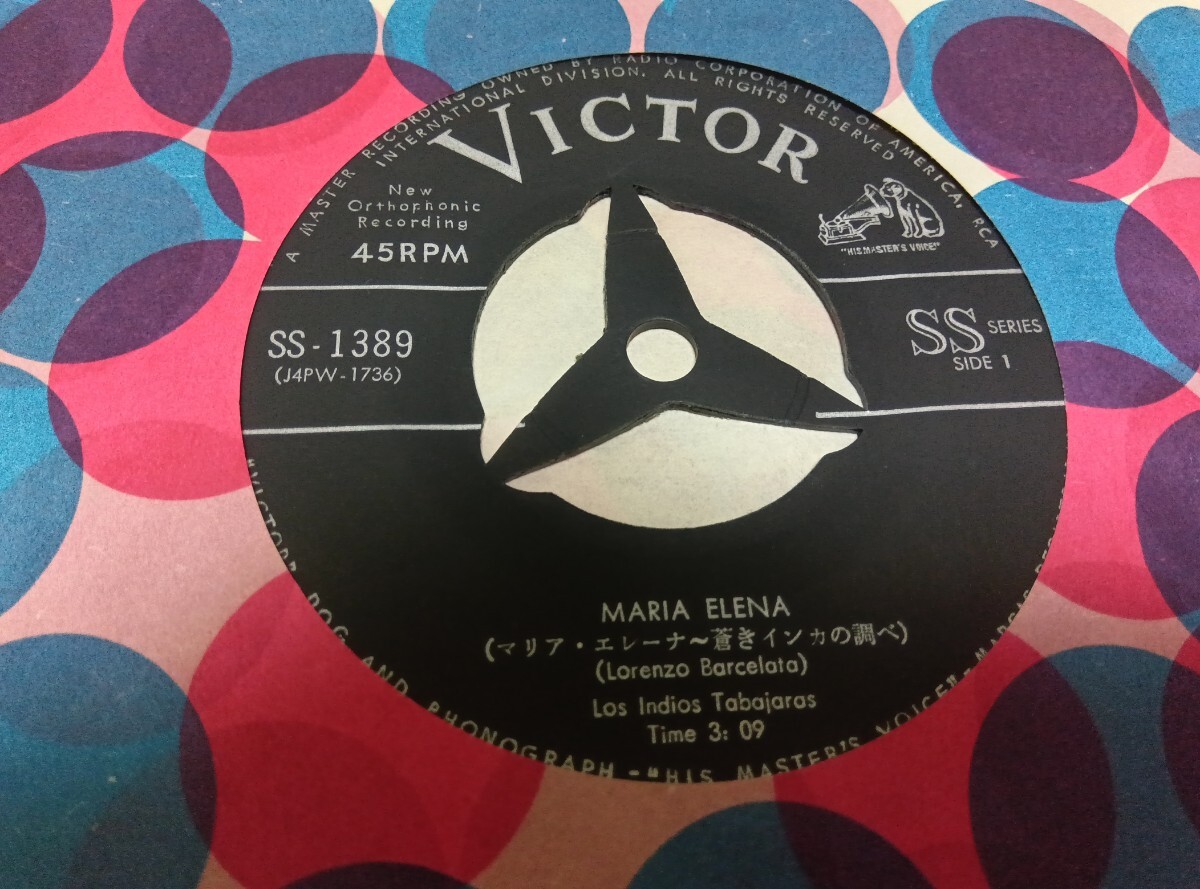 A MASTER RECORDING OWNED BY RADIO CORPORATION OF AMERICA, RCA
INTERNATIONAL DIVISION. ALL RIGHTS RESERVED
VICTOR
New
Orthophonic
Recording
45RPM
"HIS MASTER'S VOICE"
SS-1389
(J4PW-1736)
SS SERIES
SIDE 1
MARIA ELENA
(マリア・エレーナ～蒼きインカの調べ)
(Lorenzo Barcelata)
Los Indios Tabajaras
Time 3: 09
"VICTOR" DOG AND PHONOGRAPH-"HIS MASTER'S VOICE"-MARCAS